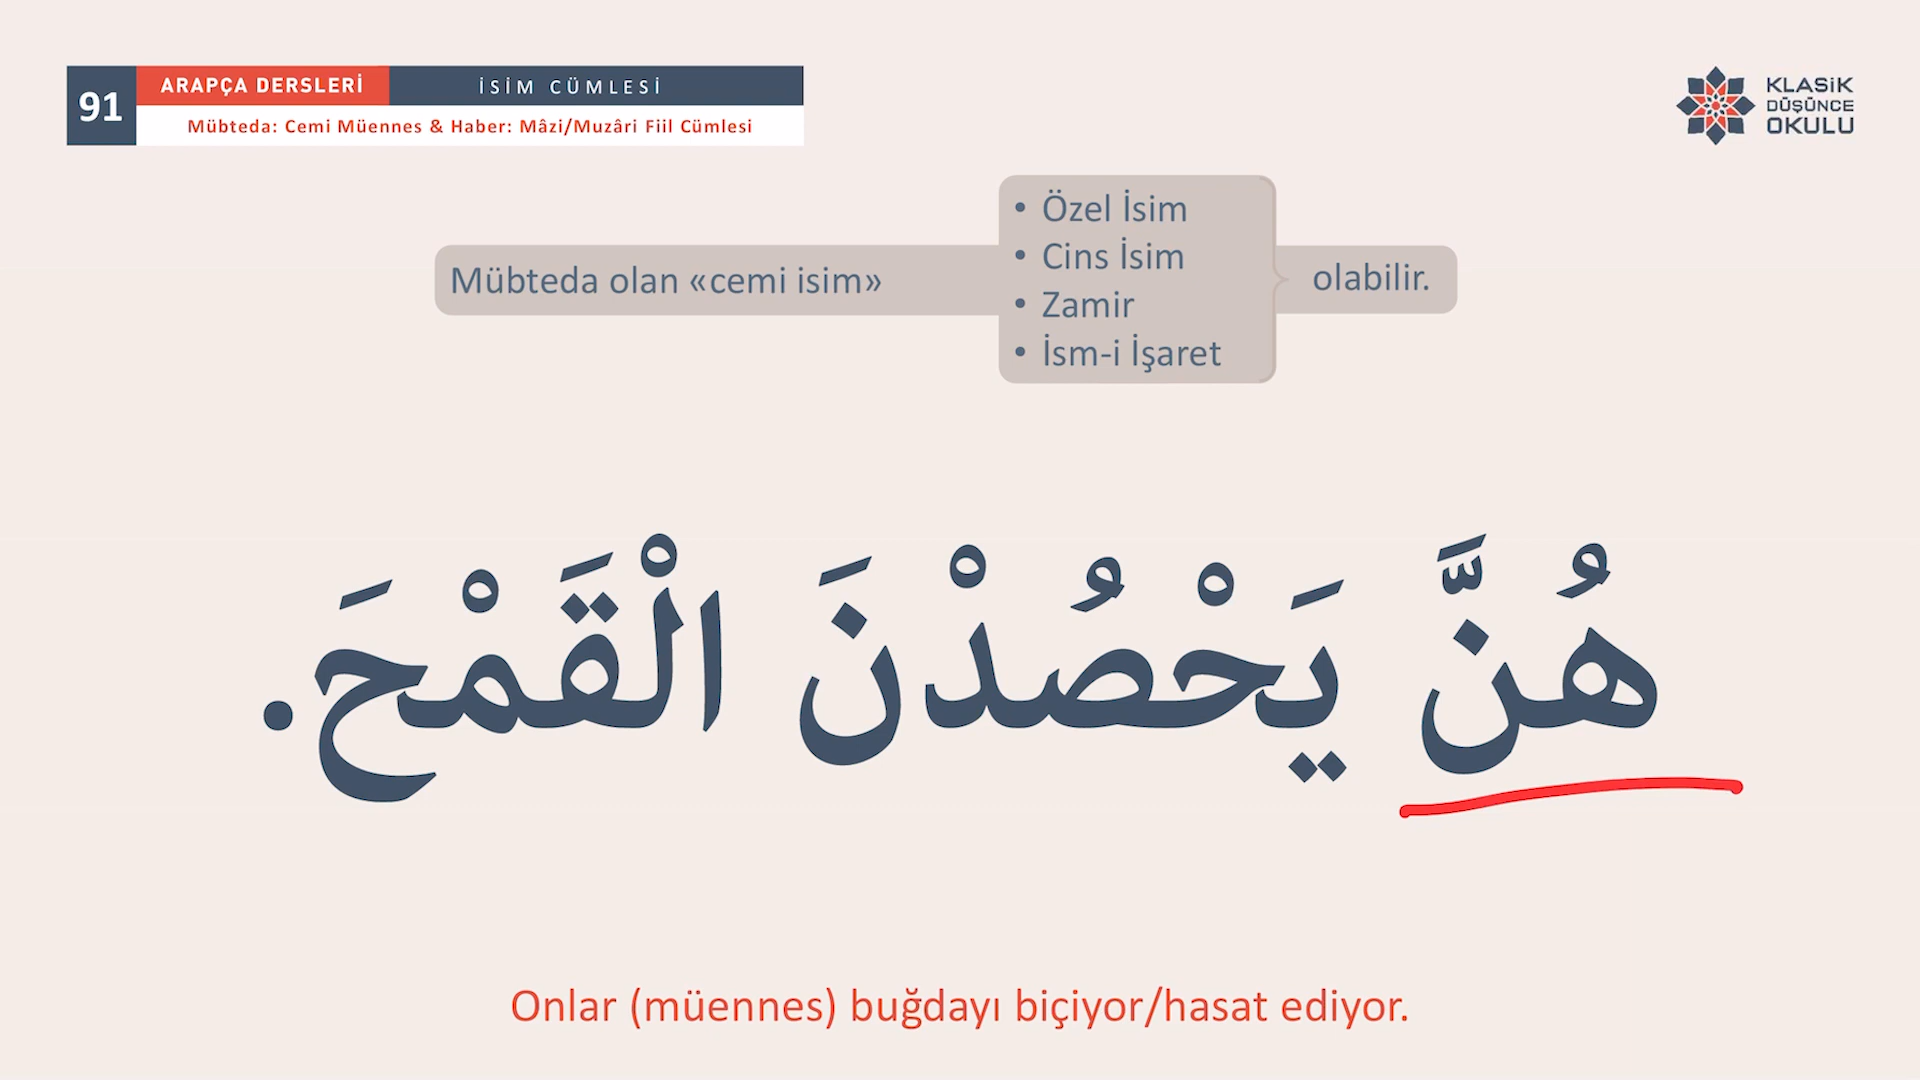 91
ARAPÇA DERSLERİ
İSİM CÜMLESİ
Mübteda: Cemi Müennes & Haber: Mâzi/Muzâri Fiil Cümlesi
KLASİK
DÜŞÜNCE
OKULU
Mübteda olan «cemi isim»
• Özel İsim
• Cins İsim
• Zamir
• İsm-i İşaret
olabilir.
هُنَّ يَحْصُدْنَ الْقَمْحَ.
Onlar (müennes) buğdayı biçiyor/hasat ediyor.